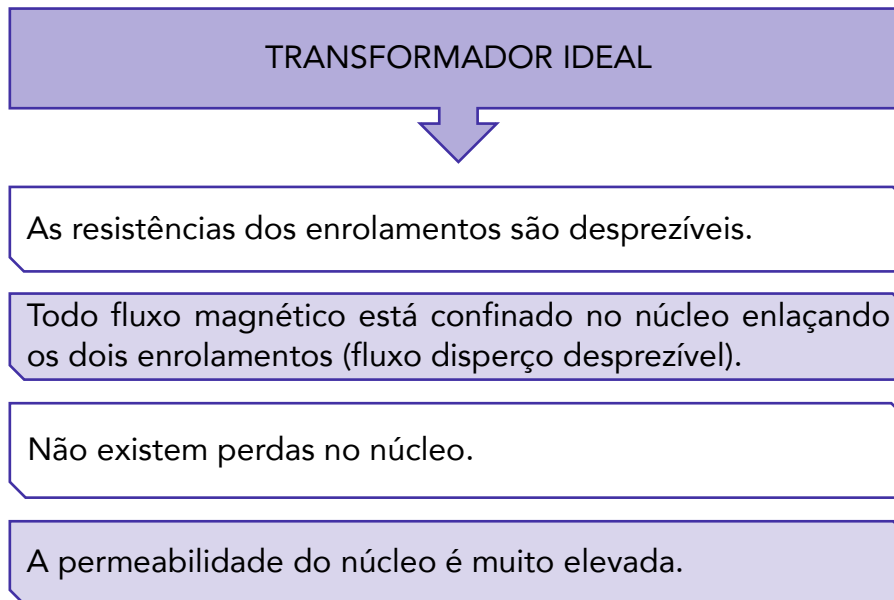 TRANSFORMADOR IDEAL
As resistências dos enrolamentos são desprezíveis.
Todo fluxo magnético está confinado no núcleo enlaçando
os dois enrolamentos (fluxo disperço desprezível).
Não existem perdas no núcleo.
A permeabilidade do núcleo é muito elevada.